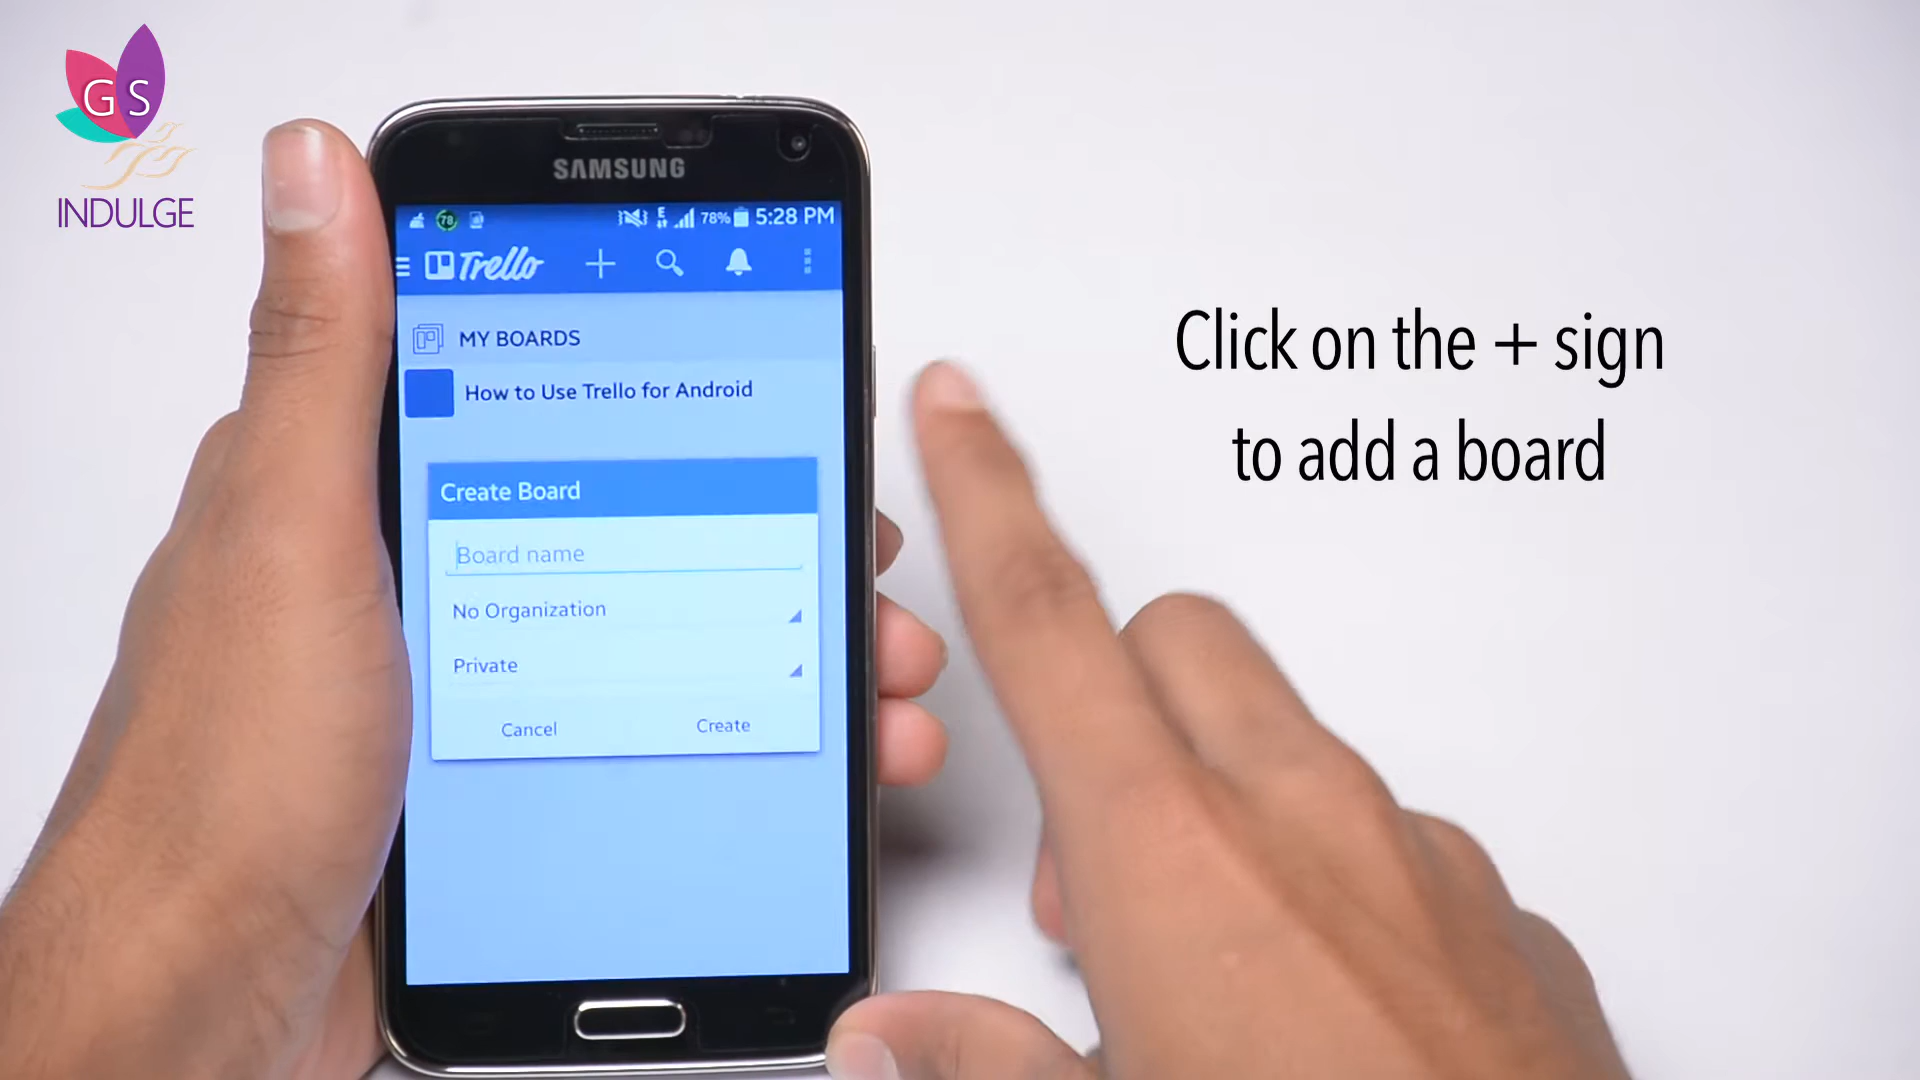 GS
INDULGE
SAMSUNG
78
E
78%
5:28 PM
Trello
MY BOARDS
How to Use Trello for Android
Create Board
Board name
No Organization
Private
Cancel
Create
Click on the + sign
to add a board